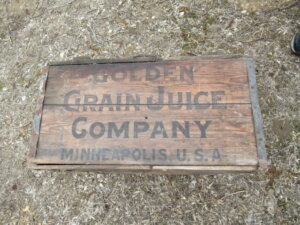 GOLDEN
GRAIN JUICE
COMPANY
MINNEAPOLIS, U.S.A